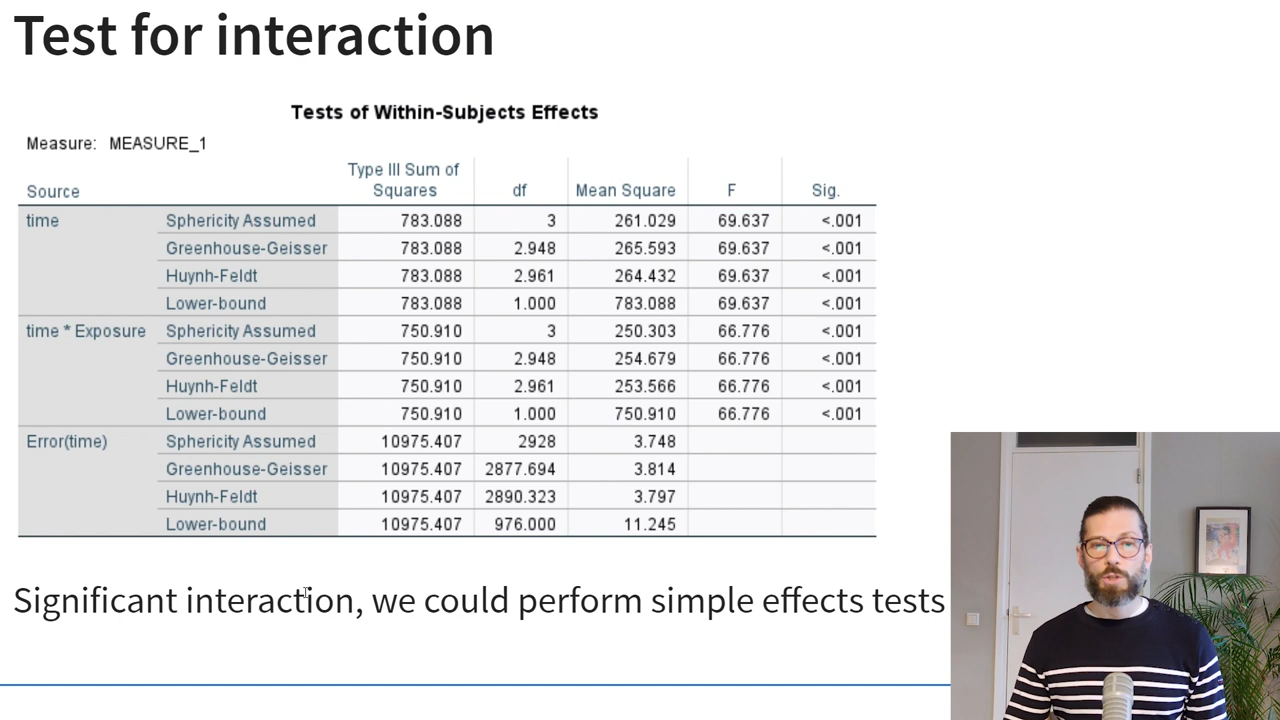 Test for interaction
Tests of Within-Subjects Effects
Measure: MEASURE_1
Source Type III Sum of Squares df Mean Square F Sig.
time Sphericity Assumed 783.088 3 261.029 69.637 <.001
Greenhouse-Geisser 783.088 2.948 265.593 69.637 <.001
Huynh-Feldt 783.088 2.961 264.432 69.637 <.001
Lower-bound 783.088 1.000 783.088 69.637 <.001
time * Exposure Sphericity Assumed 750.910 3 250.303 66.776 <.001
Greenhouse-Geisser 750.910 2.948 254.679 66.776 <.001
Huynh-Feldt 750.910 2.961 253.566 66.776 <.001
Lower-bound 750.910 1.000 750.910 66.776 <.001
Error(time) Sphericity Assumed 10975.407 2928 3.748
Greenhouse-Geisser 10975.407 2877.694 3.814
Huynh-Feldt 10975.407 2890.323 3.797
Lower-bound 10975.407 976.000 11.245
Significant interaction, we could perform simple effects tests